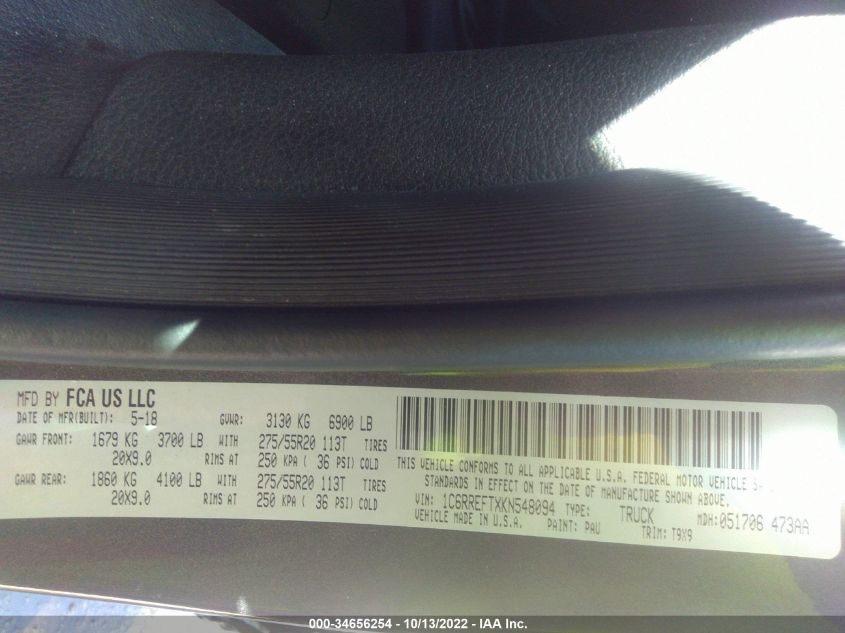 MFD BY FCA US LLC
DATE OF MFR(BUILT): 5-18 GVWR: 3130 KG 6900 LB
GAWR FRONT: 1679 KG 3700 LB WITH 275/55R20 113T TIRES
20X9.0 RIMS AT 250 KPA ( 36 PSI) COLD
GAWR REAR: 1860 KG 4100 LB WITH 275/55R20 113T TIRES
20X9.0 RIMS AT 250 KPA ( 36 PSI) COLD
THIS VEHICLE CONFORMS TO ALL APPLICABLE U.S.A. FEDERAL MOTOR VEHICLE
STANDARDS IN EFFECT ON THE DATE OF MANUFACTURE SHOWN ABOVE.
VIN: 1C6RREFTXKN548094 TYPE: TRUCK MDH:051706 473AA
VEHICLE MADE IN U.S.A. PAINT: PAU TRIM: T9X9
000-34656254 - 10/13/2022 - IAA Inc.